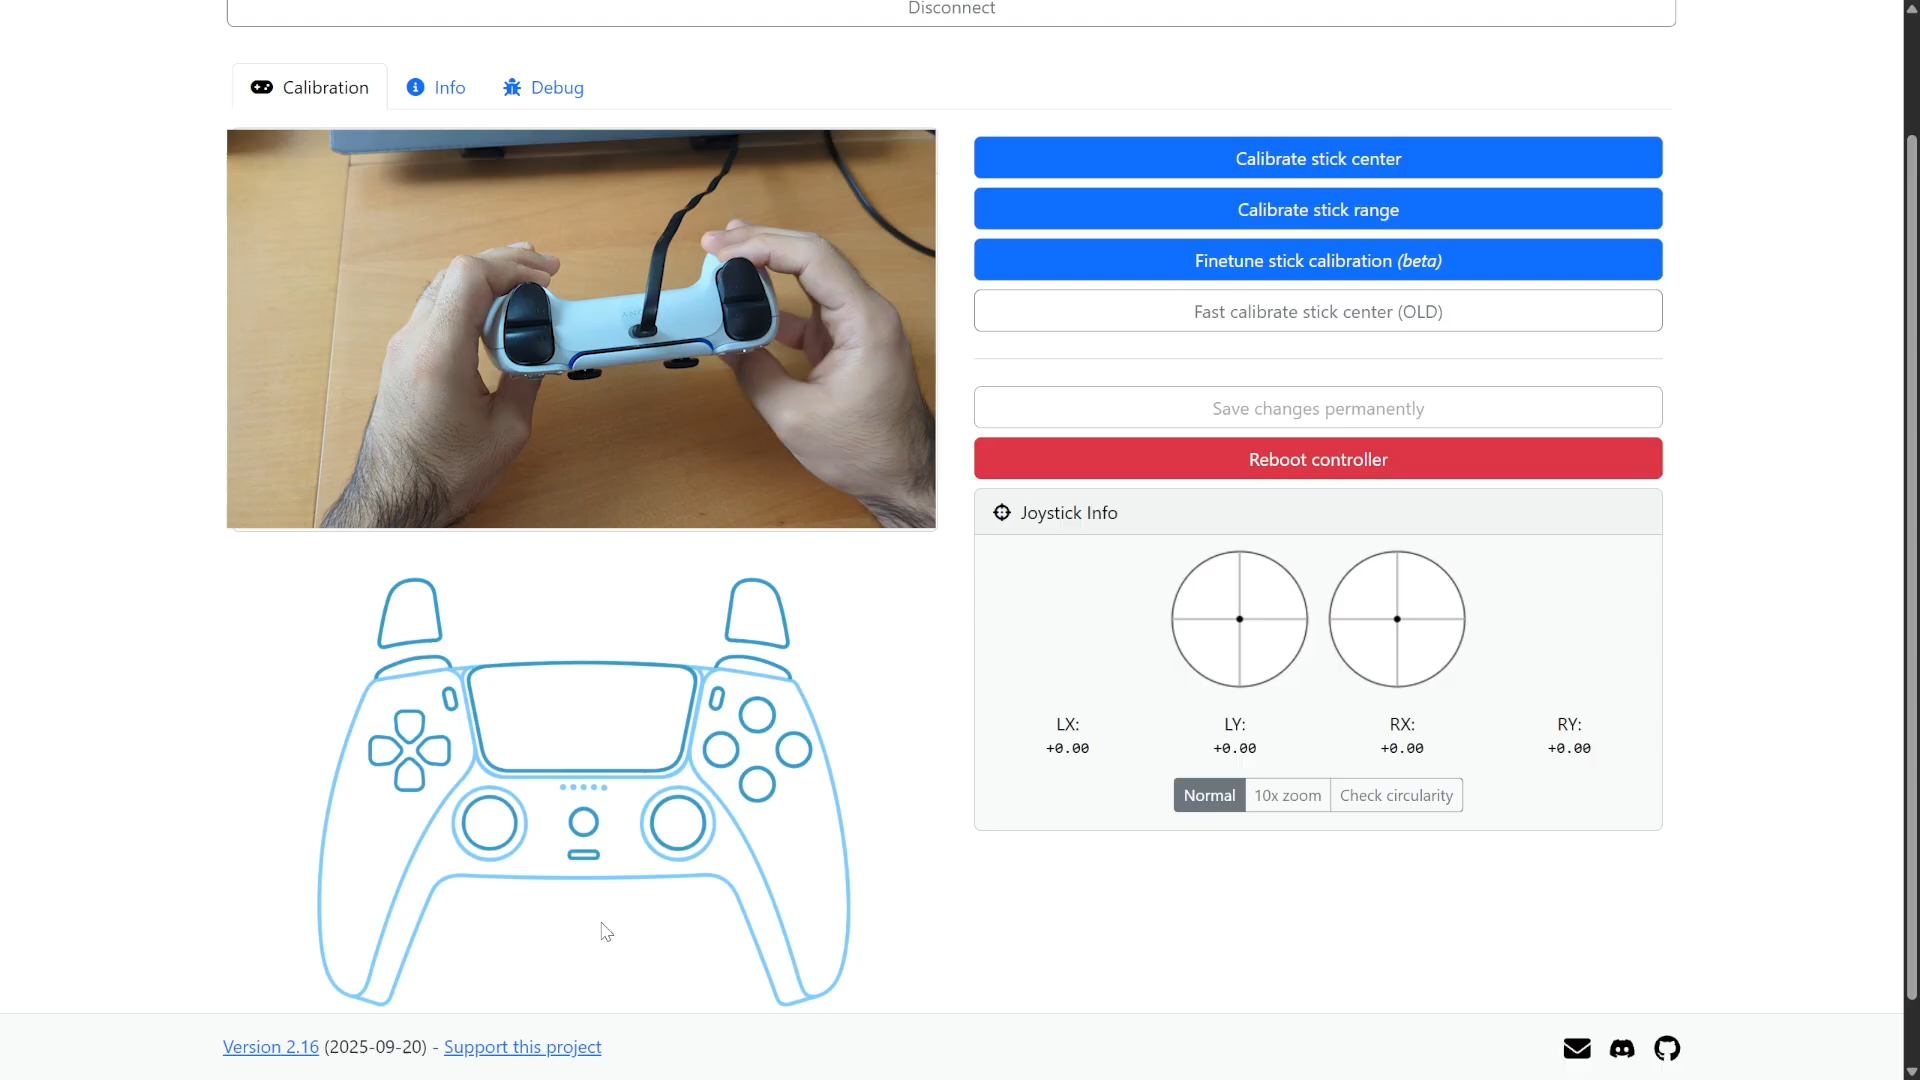 Disconnect
Calibration
Info
Debug
Calibrate stick center
Calibrate stick range
Finetune stick calibration (beta)
Fast calibrate stick center (OLD)
Save changes permanently
Reboot controller
Joystick Info
LX: LY: RX: RY:
+0.00 +0.00 +0.00 +0.00
Normal 10x zoom Check circularity
Version 2.16 (2025-09-20) - Support this project